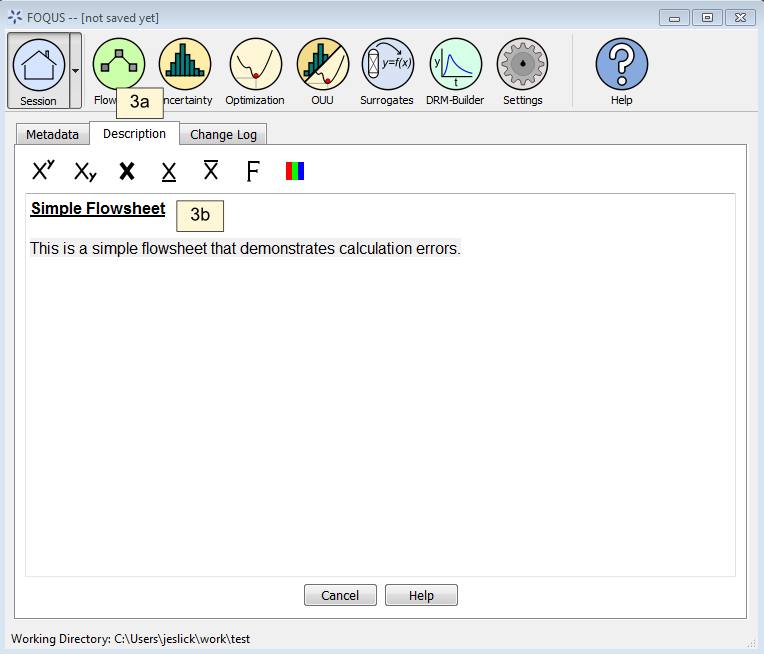 FOQUS -- [not saved yet]
y=f(x)
y
t
Session
Flow
ncertainty
Optimization
OUU
Surrogates
DRM-Builder
Settings
Help
3a
Metadata
Description
Change Log
X^y
X_y
X
X
X
F
Simple Flowsheet
3b
This is a simple flowsheet that demonstrates calculation errors.
Cancel
Help
Working Directory: C:\Users\jeslick\work\test